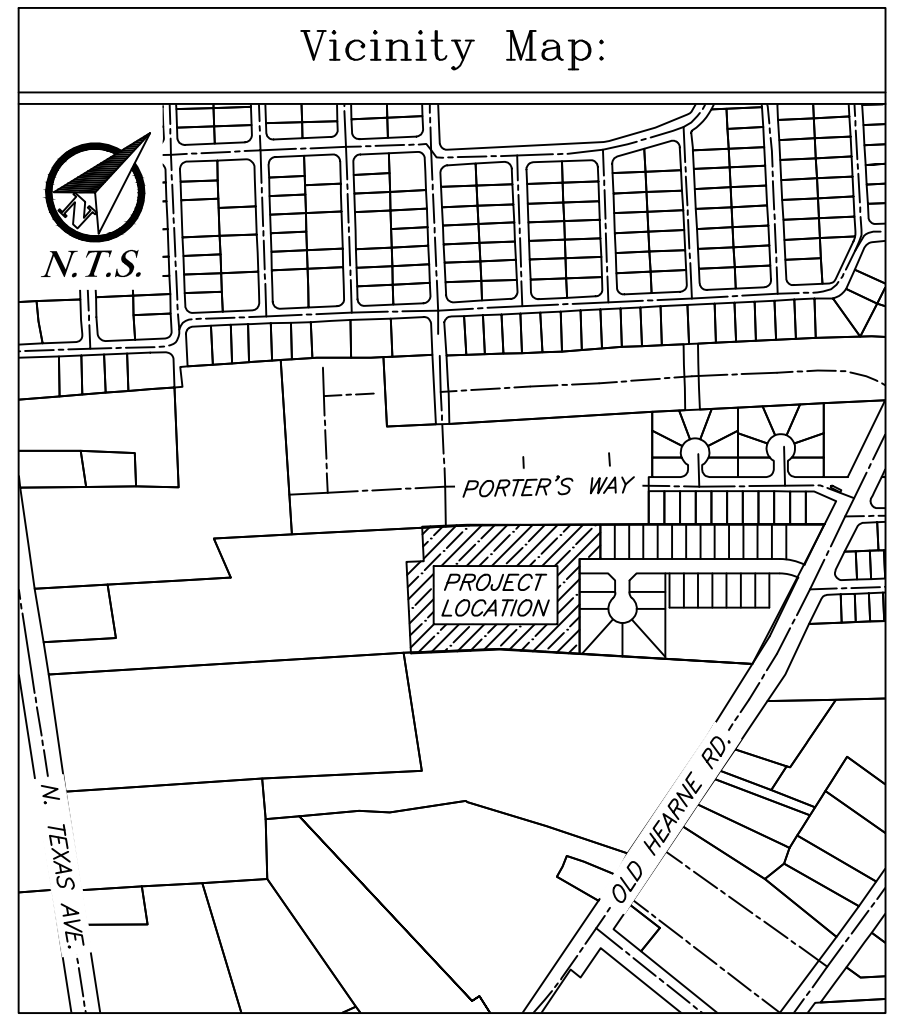 Vicinity Map:
N
N.T.S.
PORTER'S WAY
PROJECT
LOCATION
OLD HEARNE RD.
N. TEXAS AVE.